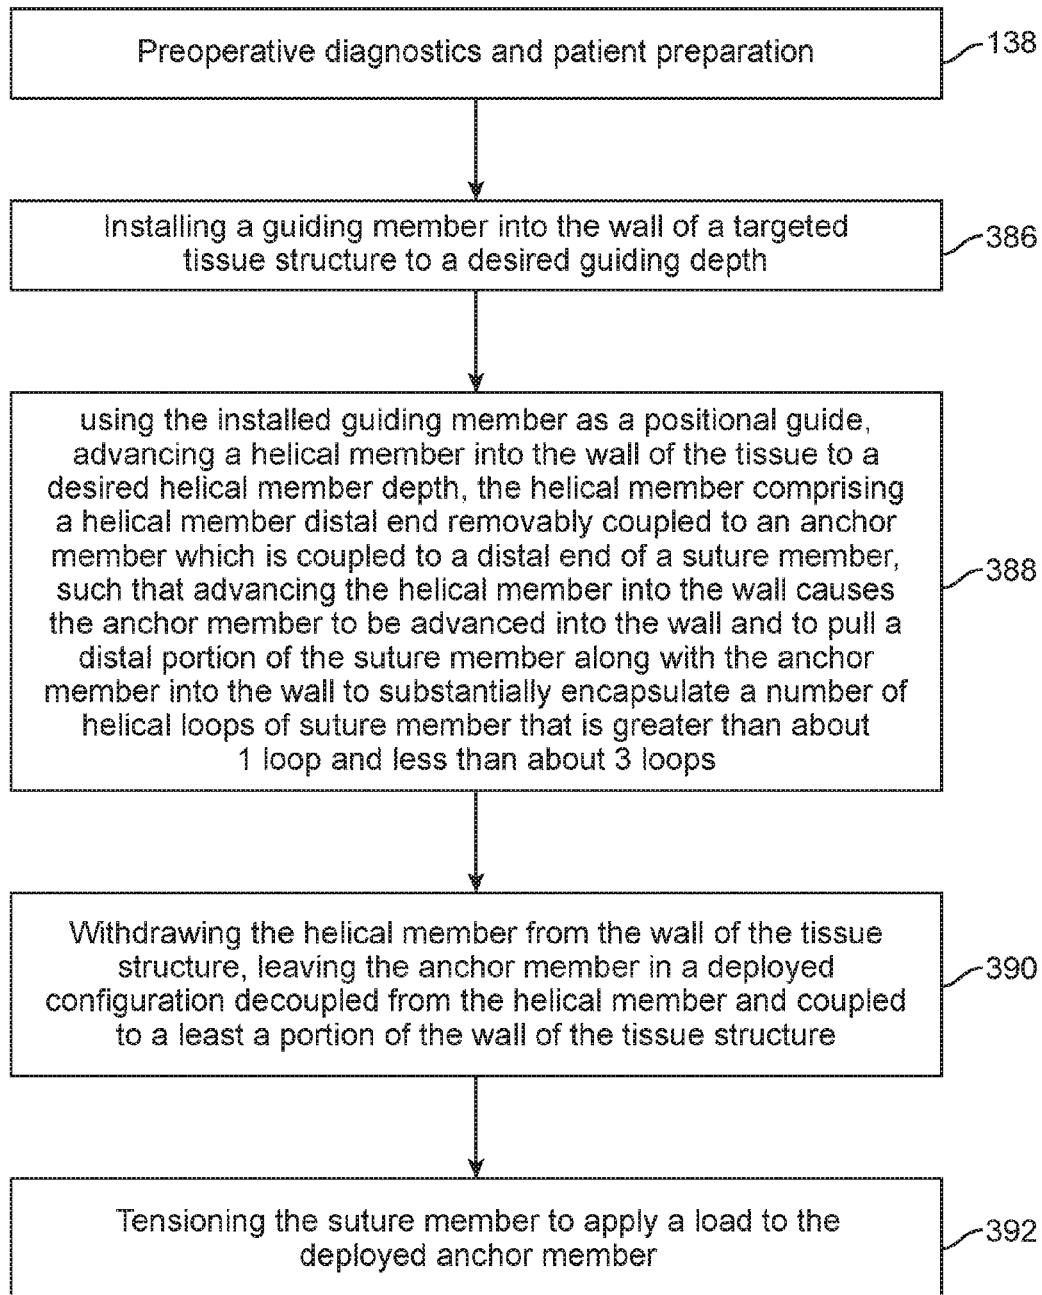 Preoperative diagnostics and patient preparation
138
Installing a guiding member into the wall of a targeted
tissue structure to a desired guiding depth
386
using the installed guiding member as a positional guide,
advancing a helical member into the wall of the tissue to a
desired helical member depth, the helical member comprising
a helical member distal end removably coupled to an anchor
member which is coupled to a distal end of a suture member,
such that advancing the helical member into the wall causes
the anchor member to be advanced into the wall and to pull a
distal portion of the suture member along with the anchor
member into the wall to substantially encapsulate a number of
helical loops of suture member that is greater than about
1 loop and less than about 3 loops
388
Withdrawing the helical member from the wall of the tissue
structure, leaving the anchor member in a deployed
configuration decoupled from the helical member and coupled
to a least a portion of the wall of the tissue structure
390
Tensioning the suture member to apply a load to the
deployed anchor member
392